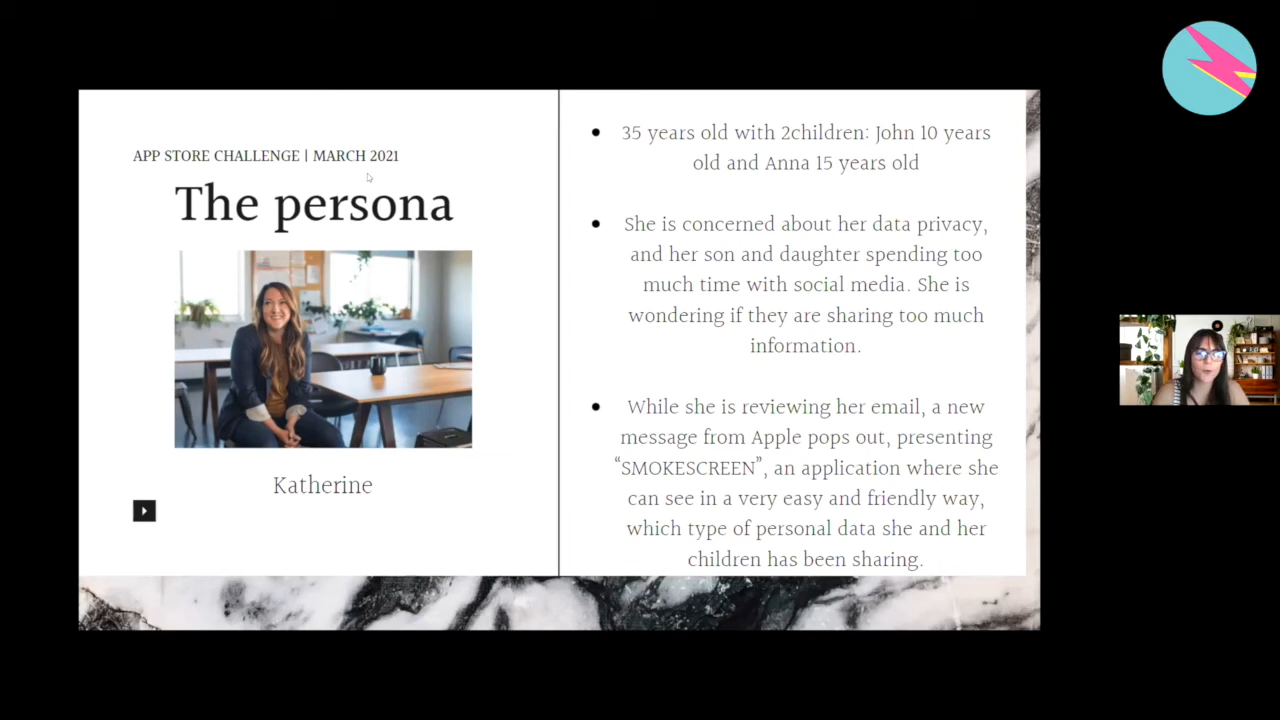 APP STORE CHALLENGE | MARCH 2021
The persona
Katherine
35 years old with 2children: John 10 years
old and Anna 15 years old
She is concerned about her data privacy,
and her son and daughter spending too
much time with social media. She is
wondering if they are sharing too much
information.
While she is reviewing her email, a new
message from Apple pops out, presenting
“SMOKESCREEN”, an application where she
can see in a very easy and friendly way,
which type of personal data she and her
children has been sharing.